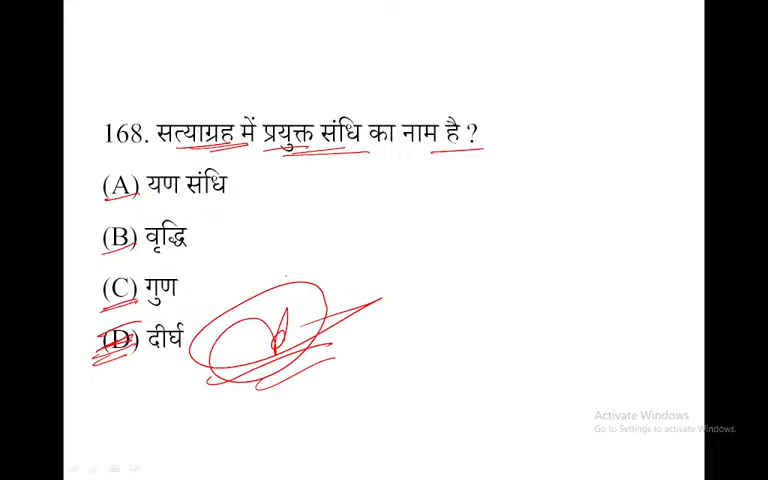 168. सत्याग्रह में प्रयुक्त संधि का नाम है ?
(A) यण संधि
(B) वृद्धि
(C) गुण
(D) दीर्घ
Activate Windows
Go to Settings to activate Windows.